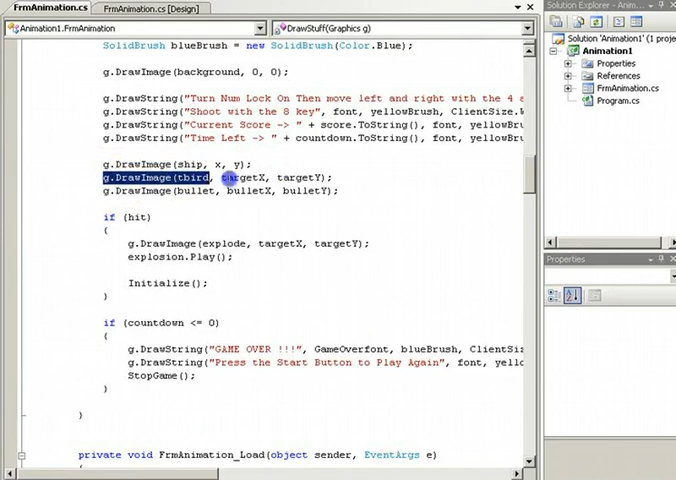 FrmAnimation.cs
FrmAnimation.cs [Design]
Animation1.FrmAnimation
DrawStuff(Graphics g)
SolidBrush blueBrush = new SolidBrush(Color.Blue);
g.DrawImage(background, 0, 0);
g.DrawString("Turn Num Lock On Then move left and right with the 4 a
g.DrawString("Shoot with the 8 key", font, yellowBrush, ClientSize.W
g.DrawString("Current Score -> " + score.ToString(), font, yellowBru
g.DrawString("Time Left -> " + countdown.ToString(), font, yellowBru
g.DrawImage(ship, x, y);
g.DrawImage(tbird, targetX, targetY);
g.DrawImage(bullet, bulletX, bulletY);
if (hit)
{
g.DrawImage(explode, targetX, targetY);
explosion.Play();
Initialize();
}
if (countdown <= 0)
{
g.DrawString("GAME OVER !!!", GameOverfont, blueBrush, ClientSiz
g.DrawString("Press the Start Button to Play Again", font, yello
StopGame();
}
}
private void FrmAnimation_Load(object sender, EventArgs e)
{
Solution Explorer - Anim...
Solution 'Animation1' (1 proje
Animation1
Properties
References
FrmAnimation.cs
Program.cs
Properties